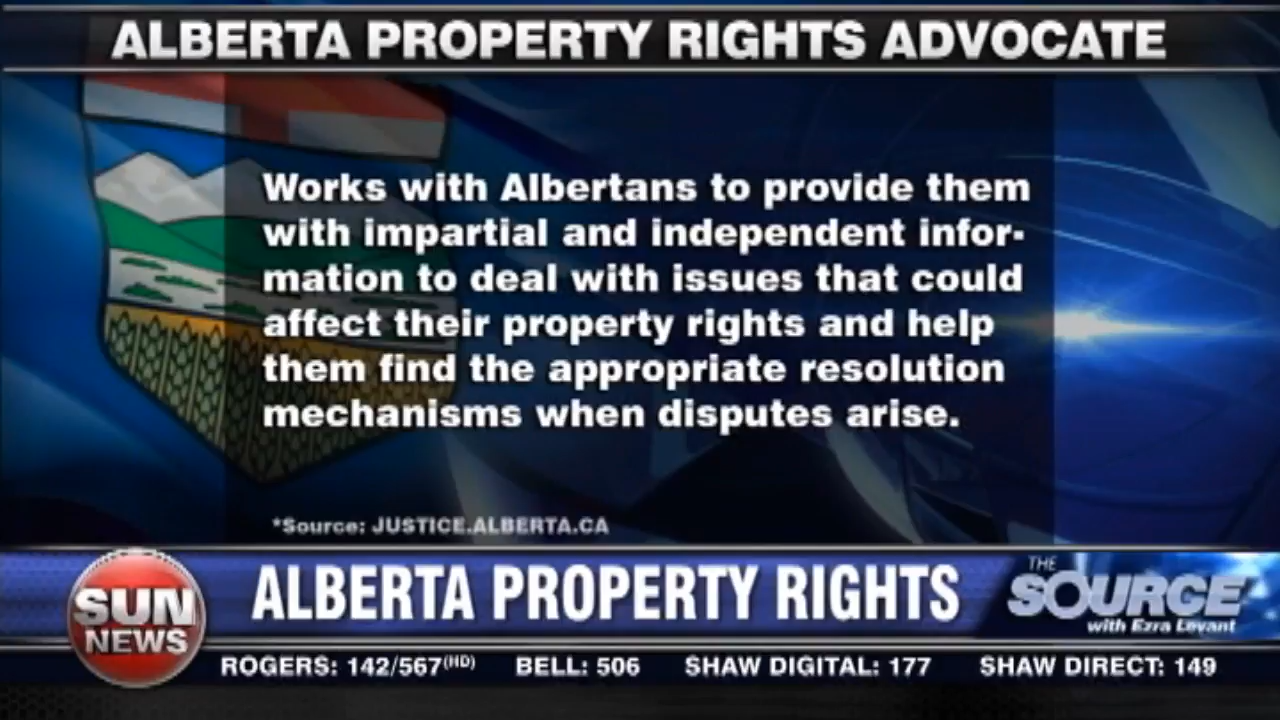 ALBERTA PROPERTY RIGHTS ADVOCATE
Works with Albertans to provide them
with impartial and independent infor-
mation to deal with issues that could
affect their property rights and help
them find the appropriate resolution
mechanisms when disputes arise.
*Source: JUSTICE.ALBERTA.CA
SUN
NEWS
ALBERTA PROPERTY RIGHTS
THE
SOURCE
with Ezra Levant
ROGERS: 142/567(HD) BELL: 506 SHAW DIGITAL: 177 SHAW DIRECT: 149